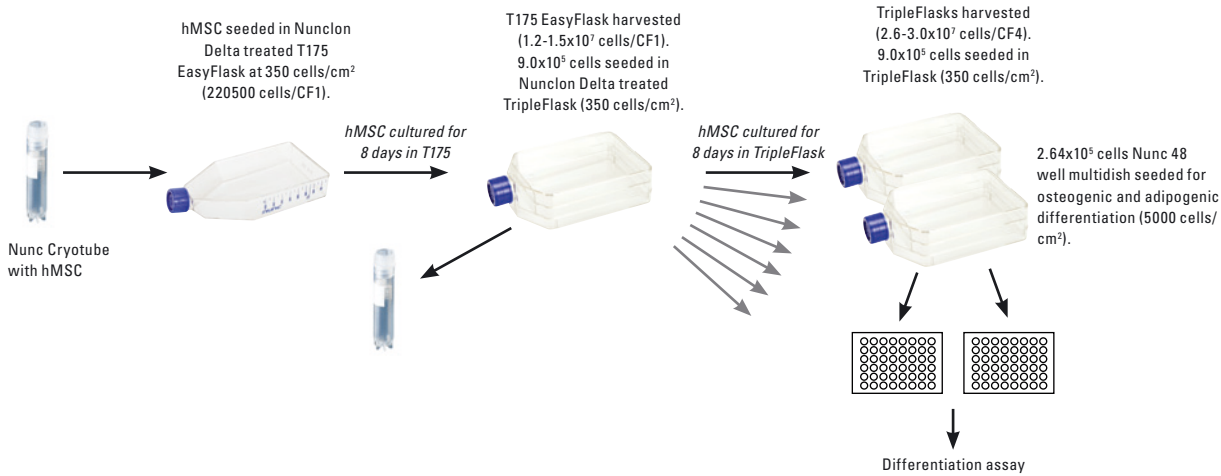 hMSC seeded in Nunclon
Delta treated T175
EasyFlask at 350 cells/cm²
(220500 cells/CF1).
T175 EasyFlask harvested
(1.2-1.5x10⁷ cells/CF1).
9.0x10⁵ cells seeded in
Nunclon Delta treated
TripleFlask (350 cells/cm²).
TripleFlasks harvested
(2.6-3.0x10⁷ cells/CF4).
9.0x10⁵ cells seeded in
TripleFlask (350 cells/cm²).
hMSC cultured for
8 days in T175
hMSC cultured for
8 days in TripleFlask
2.64x10⁵ cells Nunc 48
well multidish seeded for
osteogenic and adipogenic
differentiation (5000 cells/
cm²).
Nunc Cryotube
with hMSC
Differentiation assay